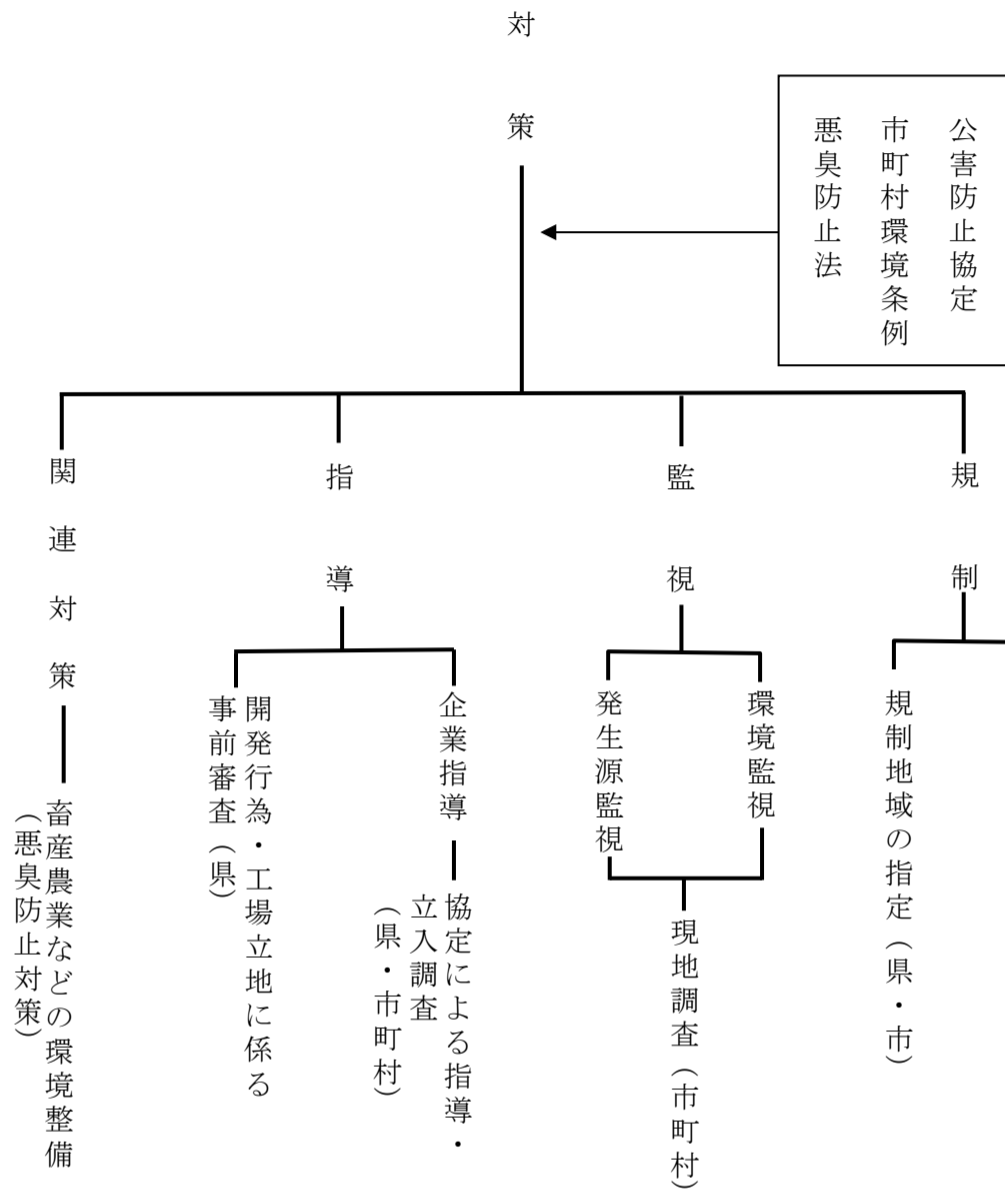 対策
公害防止協定
市町村環境条例
悪臭防止法
規制
規制地域の指定(県・市)
監視
環境監視
発生源監視
現地調査(市町村)
指導
企業指導
協定による指導・
立入調査
(県・市町村)
開発行為・工場立地に係る
事前審査(県)
関連対策
畜産農業などの環境整備
(悪臭防止対策)